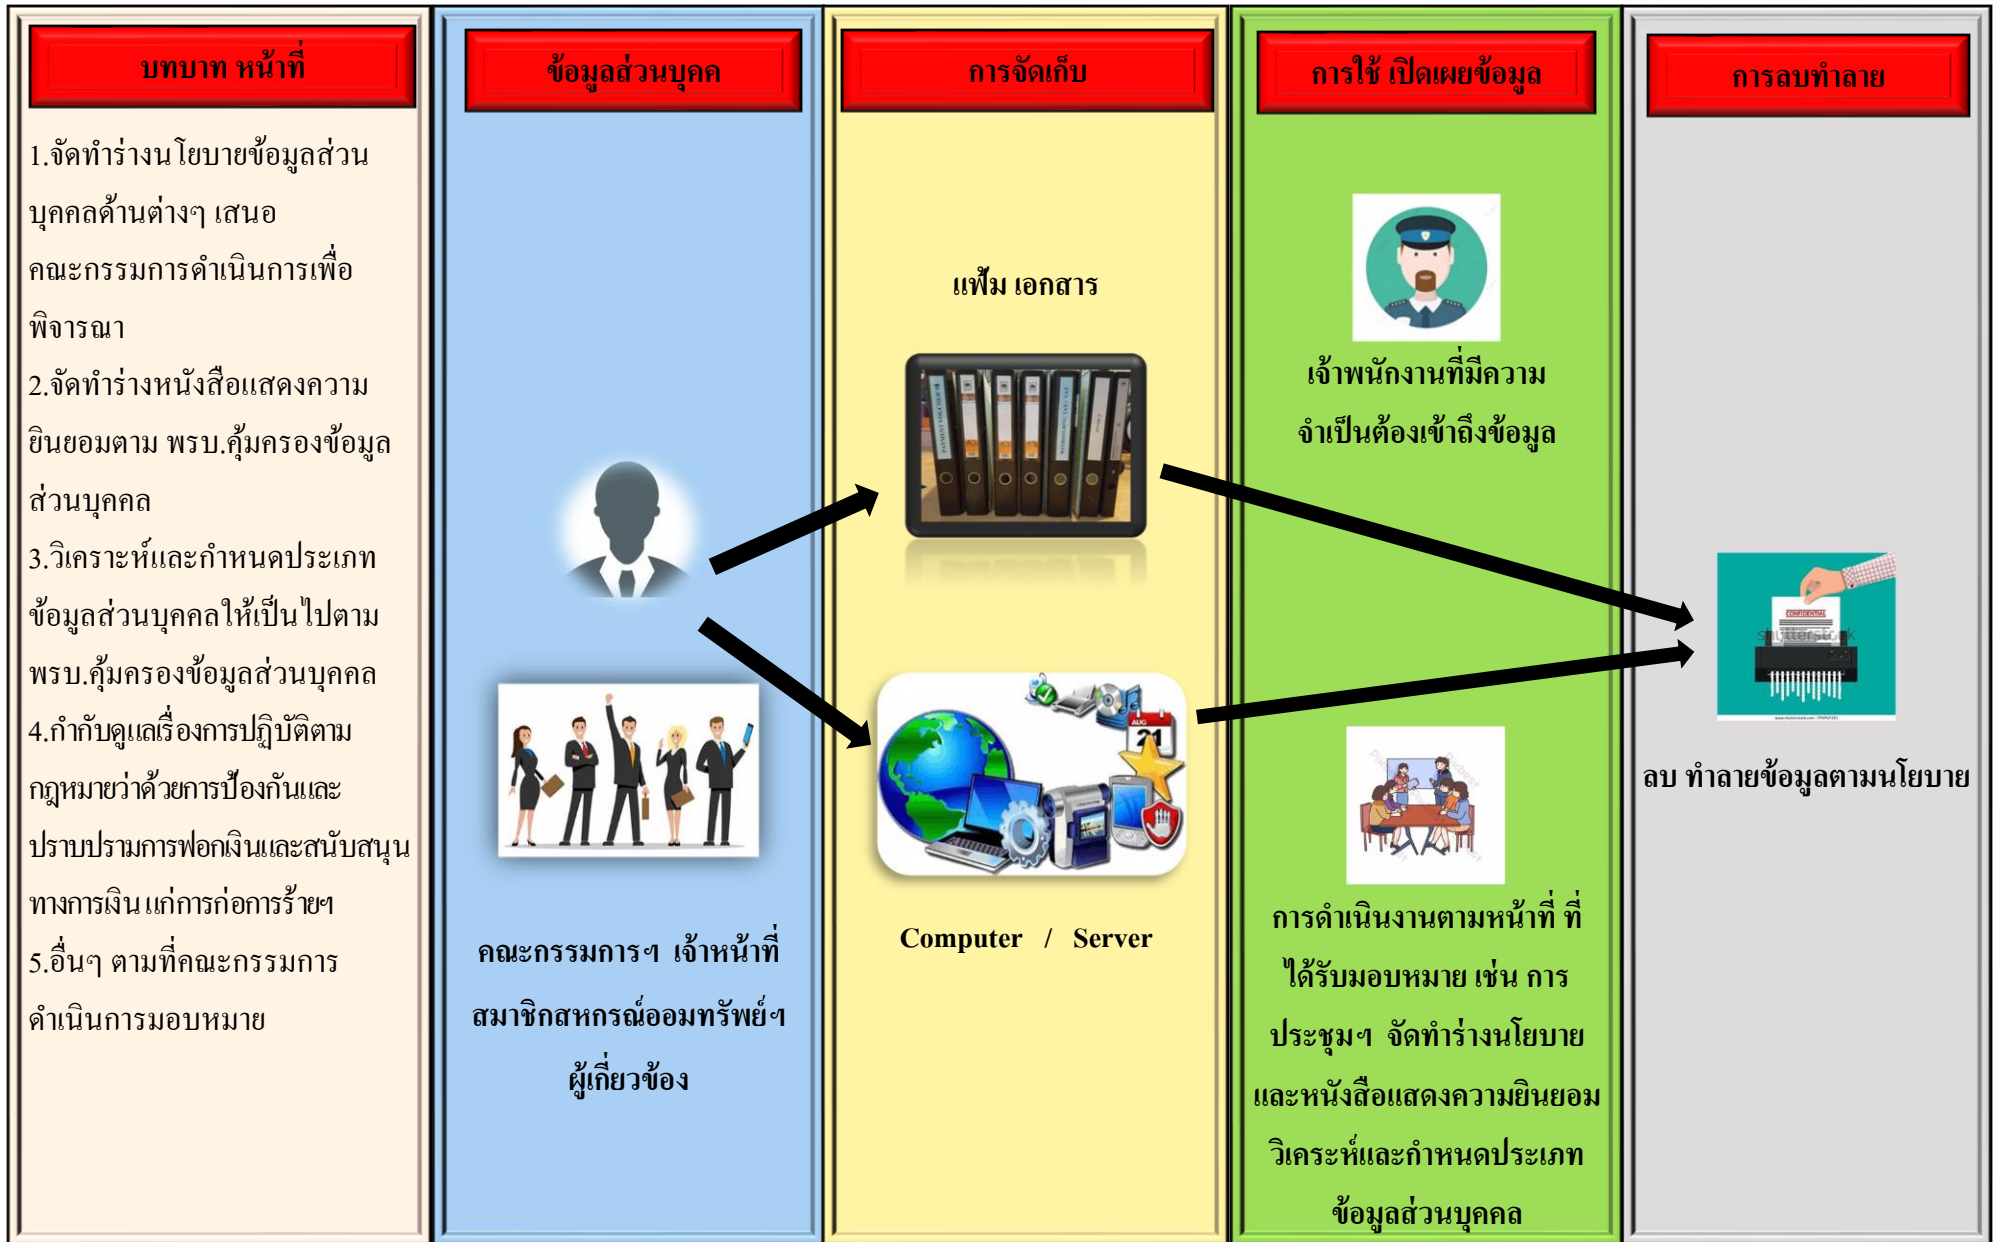 บทบาท หน้าที่
1.จัดทำร่างนโยบายข้อมูลส่วน
บุคคลด้านต่างๆ เสนอ
คณะกรรมการดำเนินการเพื่อ
พิจารณา
2.จัดทำร่างหนังสือแสดงความ
ยินยอมตาม พรบ.คุ้มครองข้อมูล
ส่วนบุคคล
3.วิเคราะห์และกำหนดประเภท
ข้อมูลส่วนบุคคลให้เป็นไปตาม
พรบ.คุ้มครองข้อมูลส่วนบุคคล
4.กำกับดูแลเรื่องการปฏิบัติตาม
กฎหมายว่าด้วยการป้องกันและ
ปราบปรามการฟอกเงินและสนับสนุน
ทางการเงิน แก่การก่อการร้ายฯ
5.อื่นๆ ตามที่คณะกรรมการ
ดำเนินการมอบหมาย
ข้อมูลส่วนบุคค
คณะกรรมการฯ เจ้าหน้าที่
สมาชิกสหกรณ์ออมทรัพย์ฯ
ผู้เกี่ยวข้อง
การจัดเก็บ
แฟ้ม เอกสาร
PAYMENT VOUCHER
AUG
21
Computer / Server
การใช้ เปิดเผยข้อมูล
เจ้าพนักงานที่มีความ
จำเป็นต้องเข้าถึงข้อมูล
การดำเนินงานตามหน้าที่ ที่
ได้รับมอบหมาย เช่น การ
ประชุมฯ จัดทำร่างนโยบาย
และหนังสือแสดงความยินยอม
วิเคระห์และกำหนดประเภท
ข้อมูลส่วนบุคคล
การลบทำลาย
CONFIDENTIAL
shutterstock
ลบ ทำลายข้อมูลตามนโยบาย